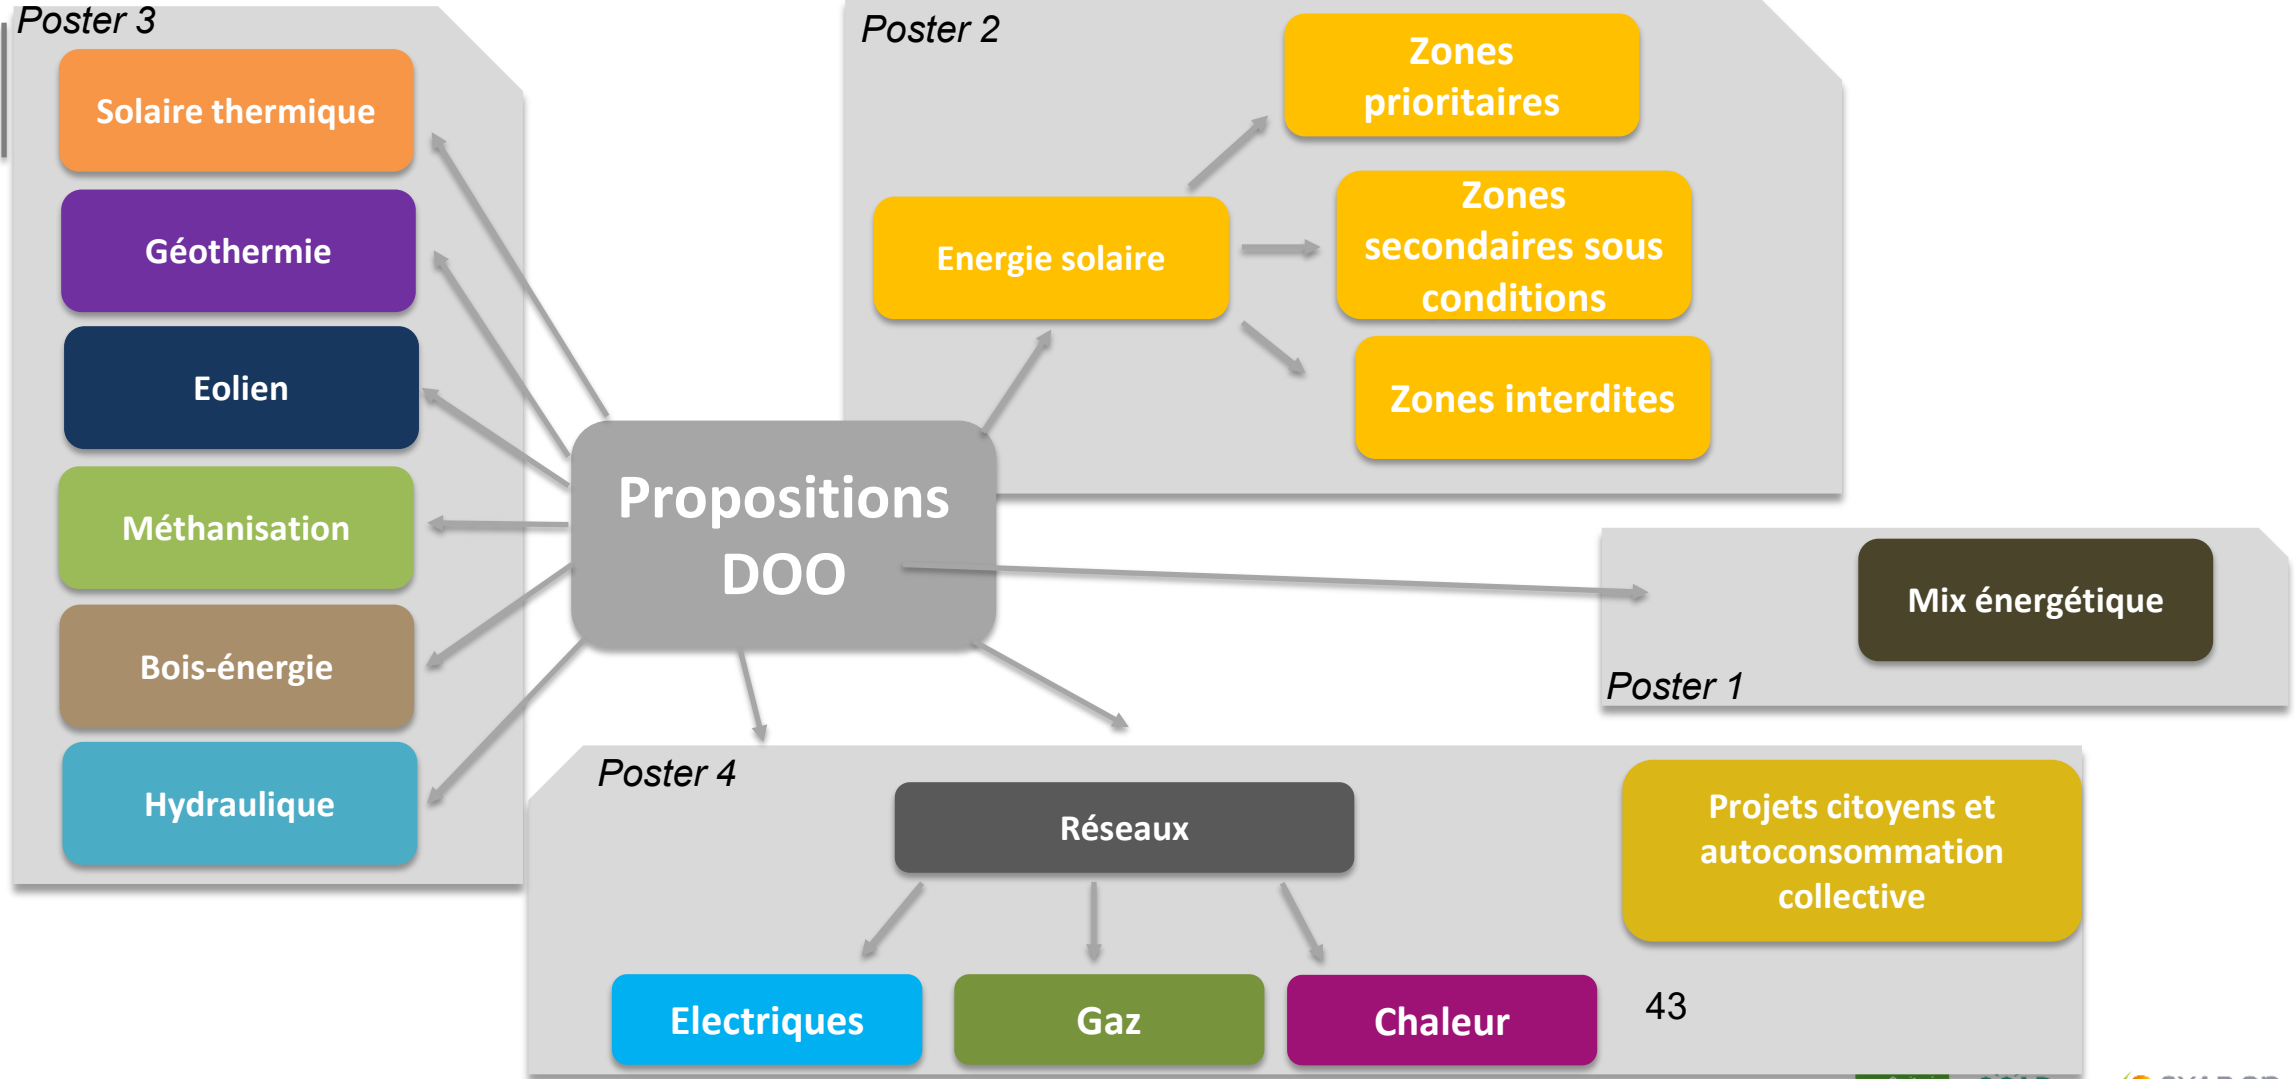 Poster 3
Solaire thermique
Géothermie
Eolien
Méthanisation
Bois-énergie
Hydraulique
Propositions
DOO
Poster 2
Energie solaire
Zones
prioritaires
Zones
secondaires sous
conditions
Zones interdites
Mix énergétique
Poster 1
Poster 4
Réseaux
Electriques
Gaz
Chaleur
Projets citoyens et
autoconsommation
collective
43